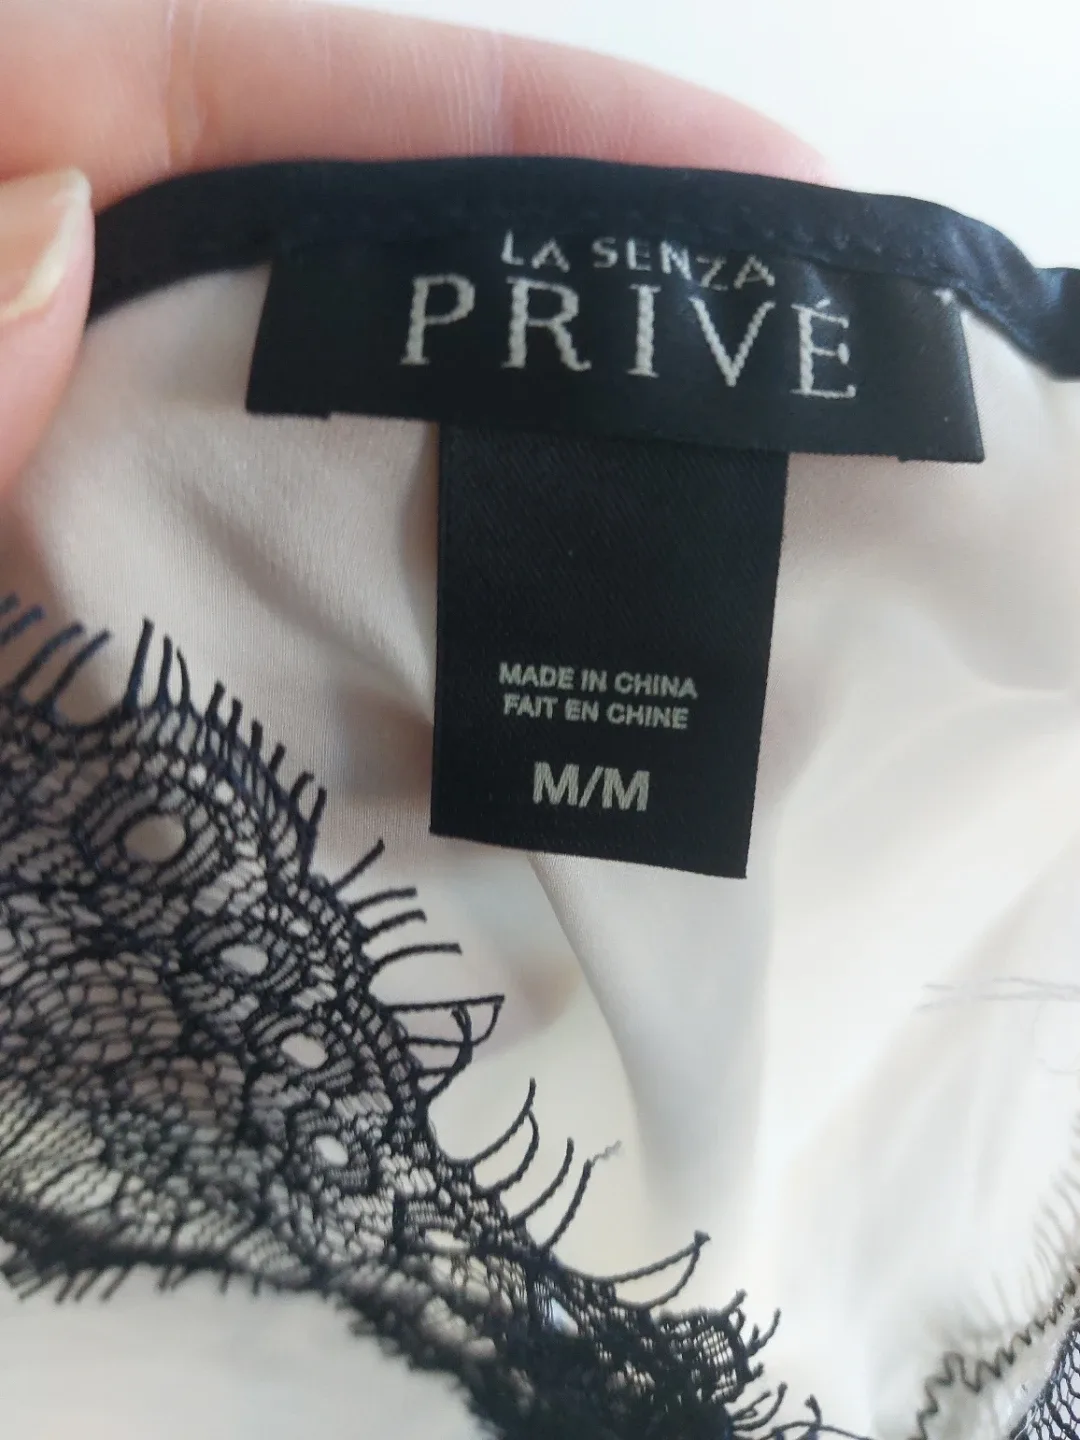 LA SENZA
PRIVÉ
MADE IN CHINA
FAIT EN CHINE
M/M